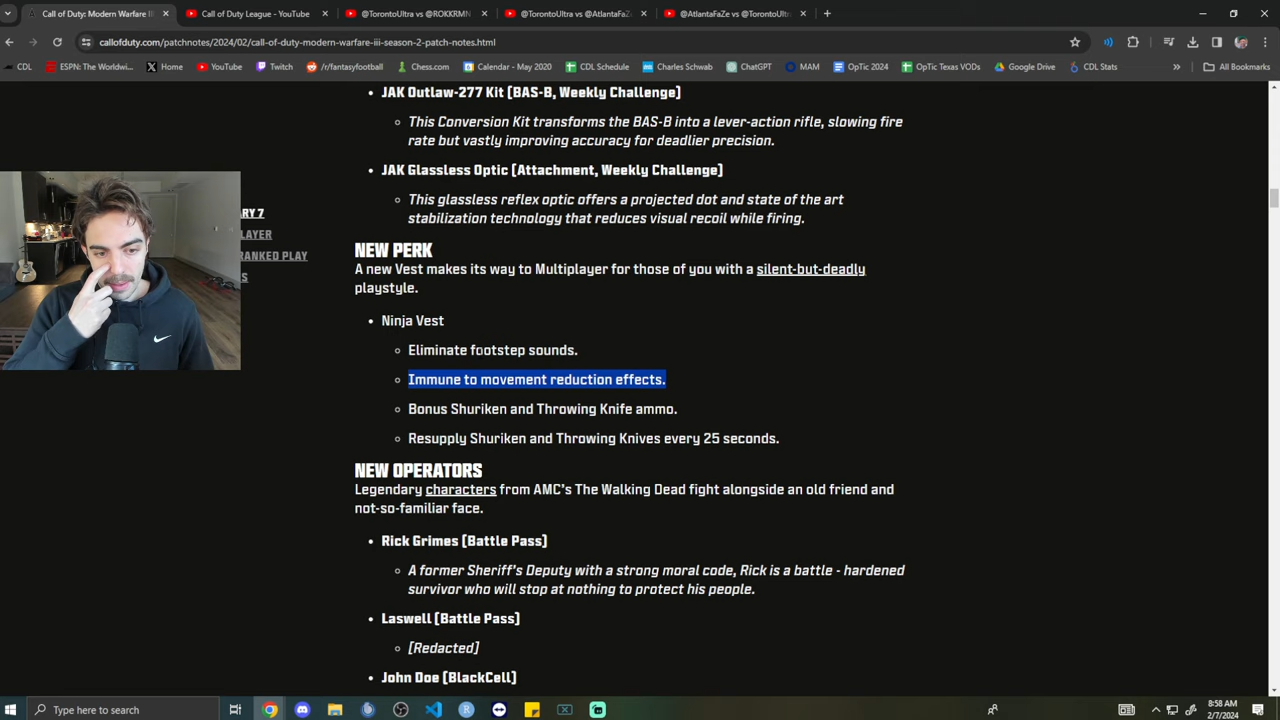 Call of Duty: Modern Warfare II
Call of Duty League - YouTube
@TorontoUltra vs @ROKKRMN
@TorontoUltra vs @AtlantaFaZe
@AtlantaFaZe vs @TorontoUltra
callofduty.com/patchnotes/2024/02/call-of-duty-modern-warfare-iii-season-2-patch-notes.html
CDL
ESPN: The Worldwi...
Home
YouTube
Twitch
/r/fantasyfootball
Chess.com
Calendar - May 2020
CDL Schedule
Charles Schwab
ChatGPT
MAM
OpTic 2024
OpTic Texas VODs
Google Drive
CDL Stats
All Bookmarks
JAK Outlaw-277 Kit (BAS-B, Weekly Challenge)
This Conversion Kit transforms the BAS-B into a lever-action rifle, slowing fire
rate but vastly improving accuracy for deadlier precision.
JAK Glassless Optic (Attachment, Weekly Challenge)
This glassless reflex optic offers a projected dot and state of the art
stabilization technology that reduces visual recoil while firing.
ARY 7
LAYER
RANKED PLAY
S
NEW PERK
A new Vest makes its way to Multiplayer for those of you with a silent-but-deadly
playstyle.
Ninja Vest
Eliminate footstep sounds.
Immune to movement reduction effects.
Bonus Shuriken and Throwing Knife ammo.
Resupply Shuriken and Throwing Knives every 25 seconds.
NEW OPERATORS
Legendary characters from AMC's The Walking Dead fight alongside an old friend and
not-so-familiar face.
Rick Grimes (Battle Pass)
A former Sheriff's Deputy with a strong moral code, Rick is a battle - hardened
survivor who will stop at nothing to protect his people.
Laswell (Battle Pass)
[Redacted]
John Doe (BlackCell)
Type here to search
8:58 AM
2/7/2024